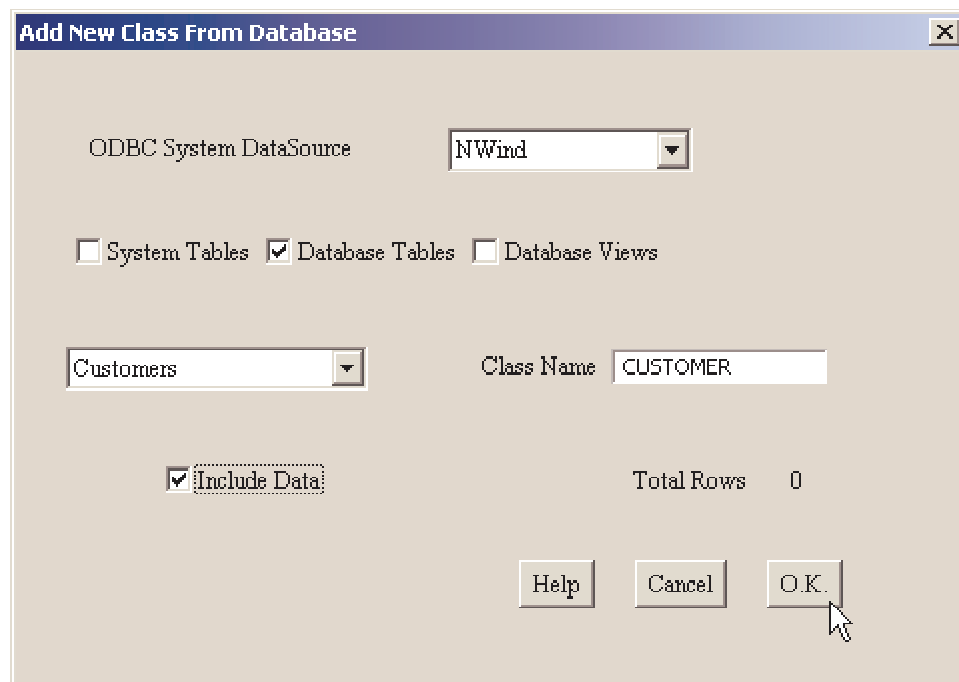 Add New Class From Database
ODBC System DataSource NWind
System Tables Database Tables Database Views
Customers Class Name CUSTOMER
Include Data Total Rows 0
Help Cancel O.K.